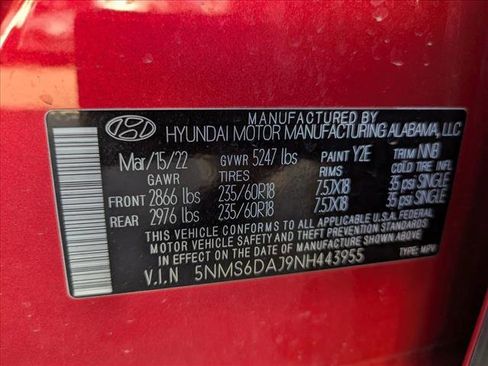 MANUFACTURED BY
HYUNDAI MOTOR MANUFACTURING ALABAMA, LLC
Mar/15/22 GVWR 5247 lbs PAINT Y2E TRIM NNB
GAWR TIRES RIMS COLD TIRE INFL
FRONT 2866 lbs 235/60R18 7.5JX18 35 psi SINGLE
REAR 2976 lbs 235/60R18 7.5JX18 35 psi SINGLE
THIS VEHICLE CONFORMS TO ALL APPLICABLE U.S.A. FEDERAL
MOTOR VEHICLE SAFETY AND BUMPER STANDARDS IN EFFECT
ON THE DATE OF MANUFACTURE SHOWN ABOVE.
V.I.N 5NMS6DAJ9NH443955 TYPE: MPV